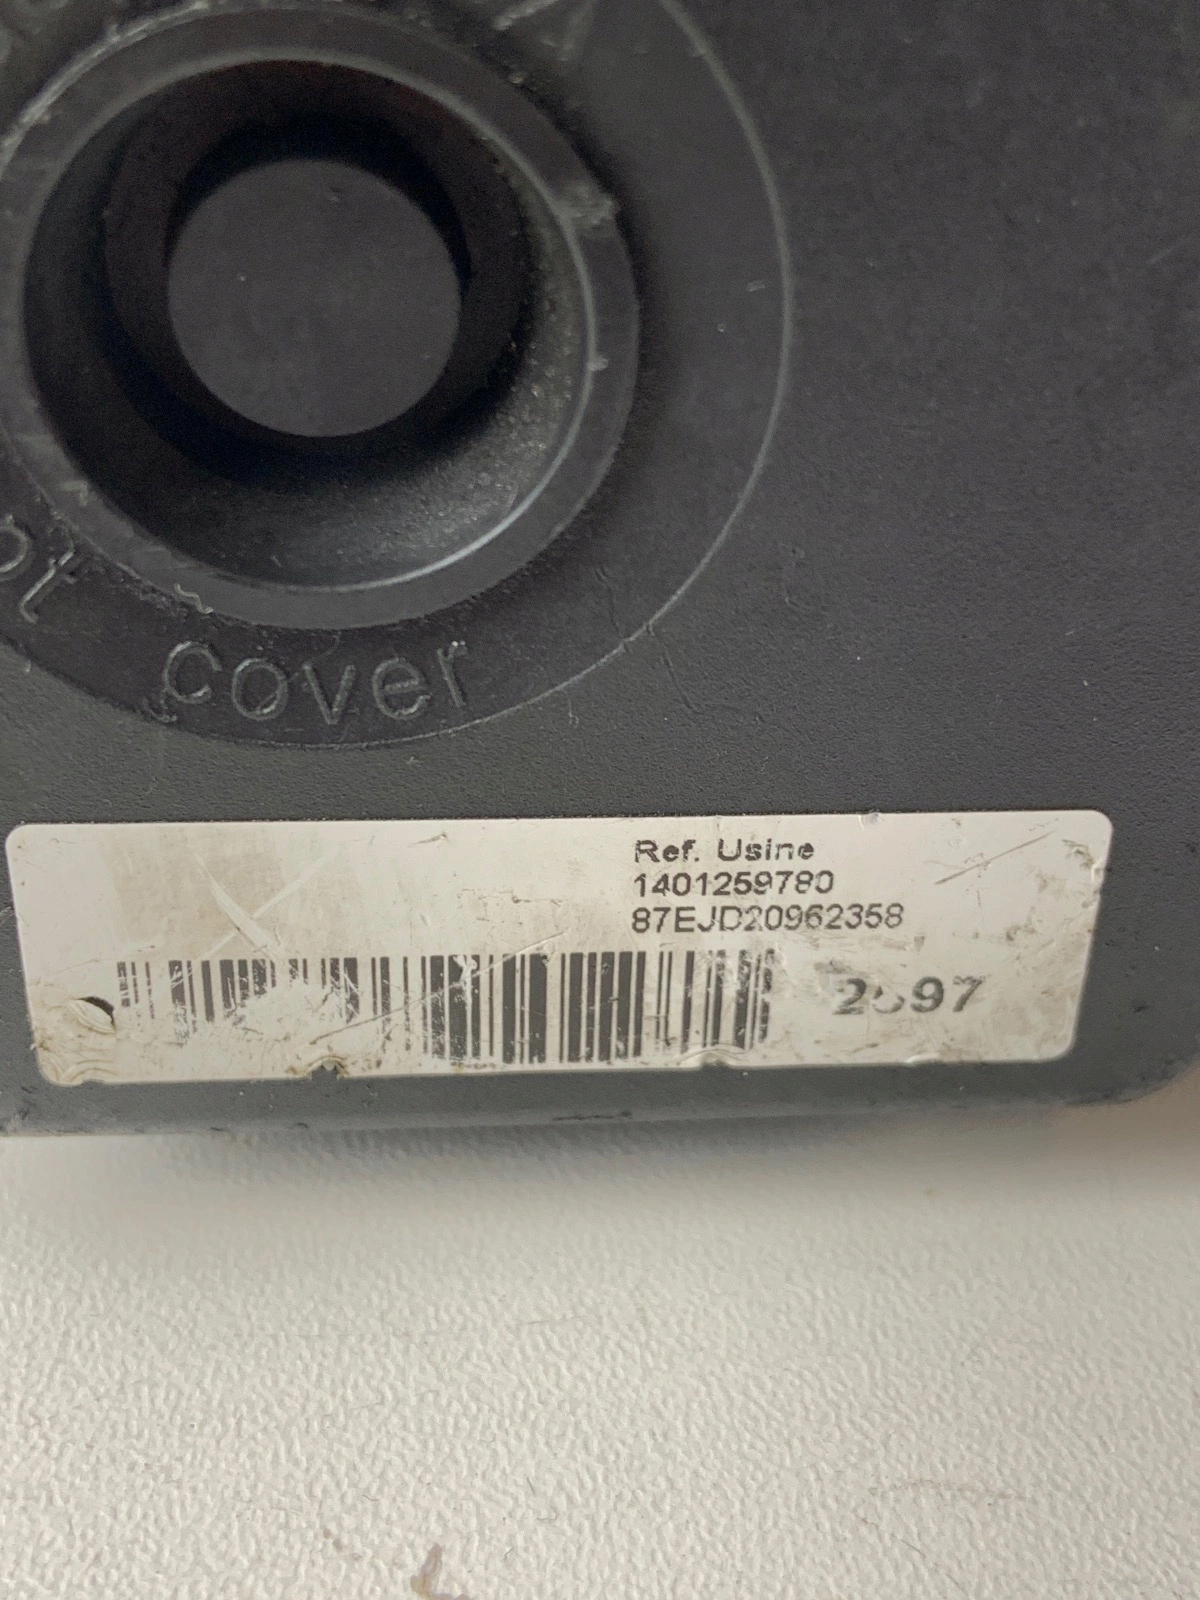 cover
Ref. Usine
1401259780
87EJD20962358